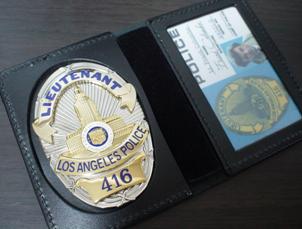 LIEUTENANT
LOS ANGELES POLICE
416
POLICE